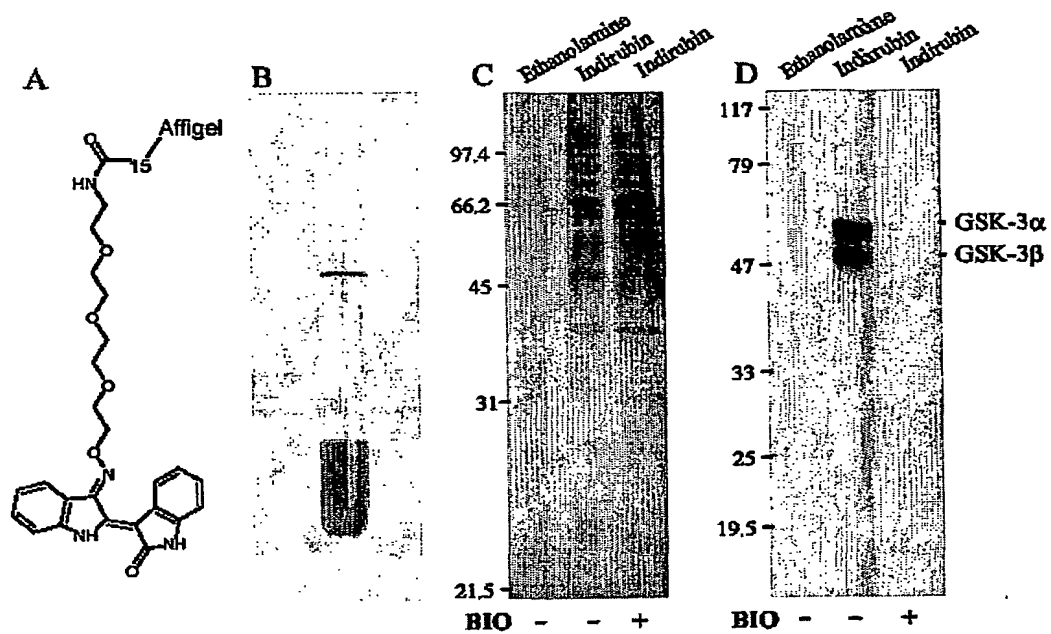 A
B
C
D
Ethanolamine
Indirubin
Indirubin
Ethanolamine
Indirubin
Indirubin
Affigel
15
O
HN
O
O
O
O
N
NH
NH
O
97.4
66,2
45
31
21,5
117
79
47
33
25
19,5
GSK-3α
GSK-3β
BIO - - +
BIO - - +